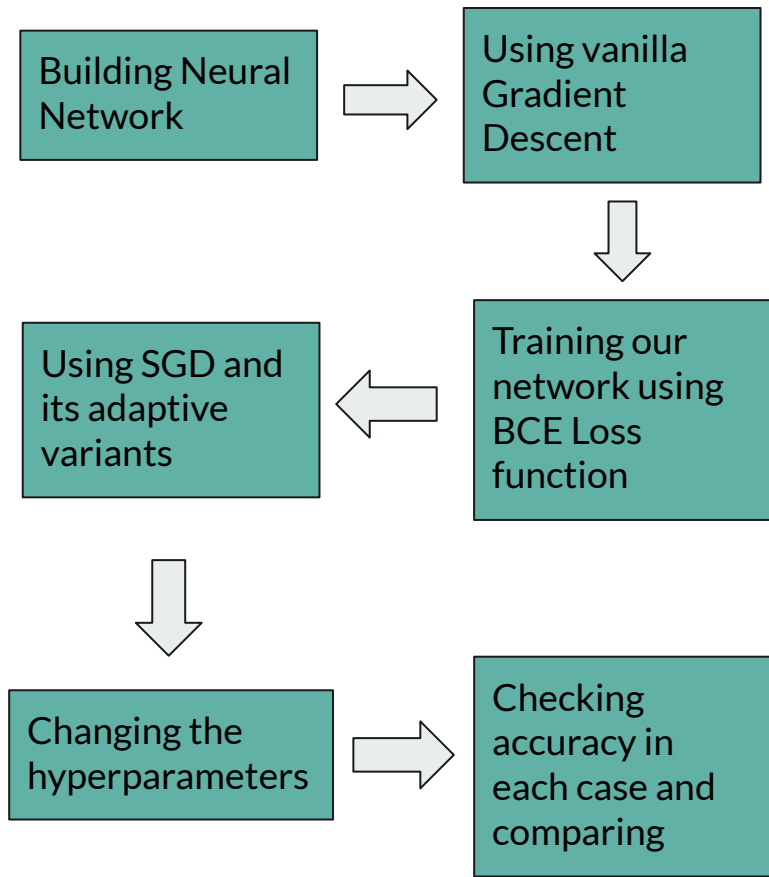 Building Neural
Network
Using vanilla
Gradient
Descent
Training our
network using
BCE Loss
function
Using SGD and
its adaptive
variants
Changing the
hyperparameters
Checking
accuracy in
each case and
comparing